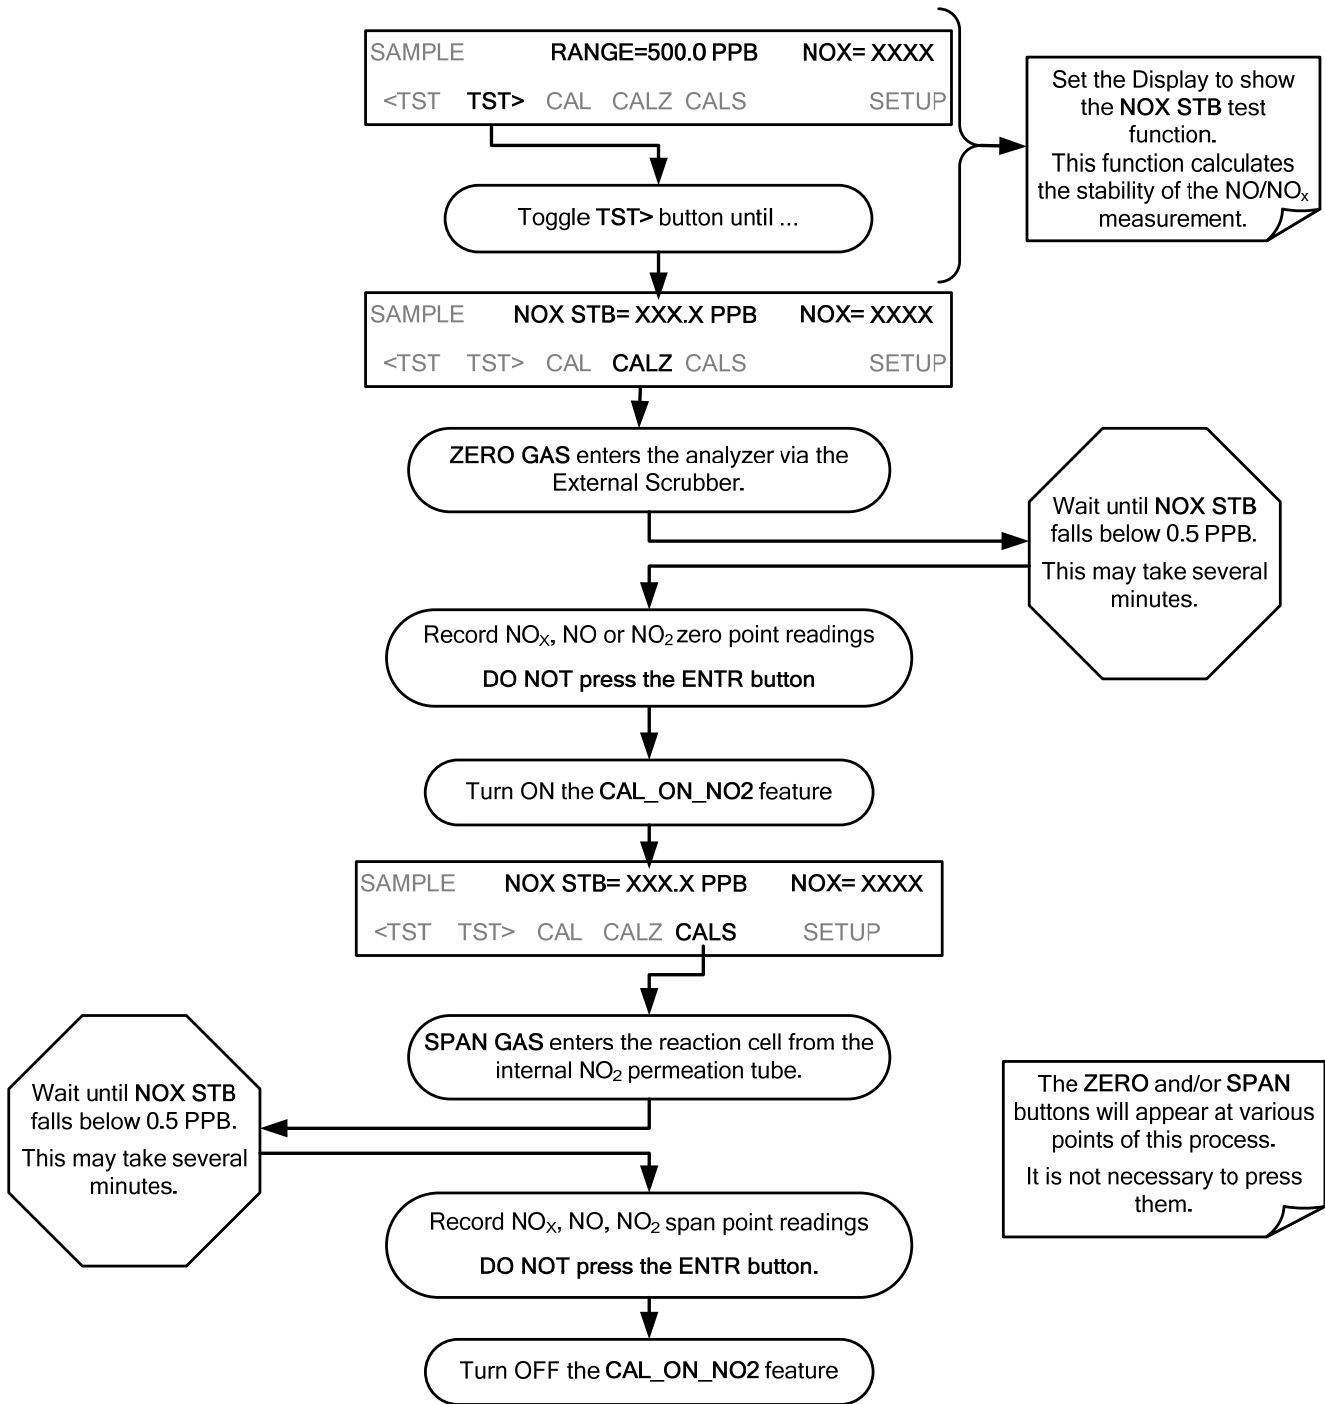 SAMPLE RANGE=500.0 PPB NOX= XXXX
<TST TST> CAL CALZ CALS SETUP
Set the Display to show
the NOX STB test
function.
This function calculates
the stability of the NO/NOx
measurement.
Toggle TST> button until ...
SAMPLE NOX STB= XXX.X PPB NOX= XXXX
<TST TST> CAL CALZ CALS SETUP
ZERO GAS enters the analyzer via the
External Scrubber.
Wait until NOX STB
falls below 0.5 PPB.
This may take several
minutes.
Record NOX, NO or NO2 zero point readings
DO NOT press the ENTR button
Turn ON the CAL_ON_NO2 feature
SAMPLE NOX STB= XXX.X PPB NOX= XXXX
<TST TST> CAL CALZ CALS SETUP
SPAN GAS enters the reaction cell from the
internal NO2 permeation tube.
Wait until NOX STB
falls below 0.5 PPB.
This may take several
minutes.
The ZERO and/or SPAN
buttons will appear at various
points of this process.
It is not necessary to press
them.
Record NOX, NO, NO2 span point readings
DO NOT press the ENTR button.
Turn OFF the CAL_ON_NO2 feature